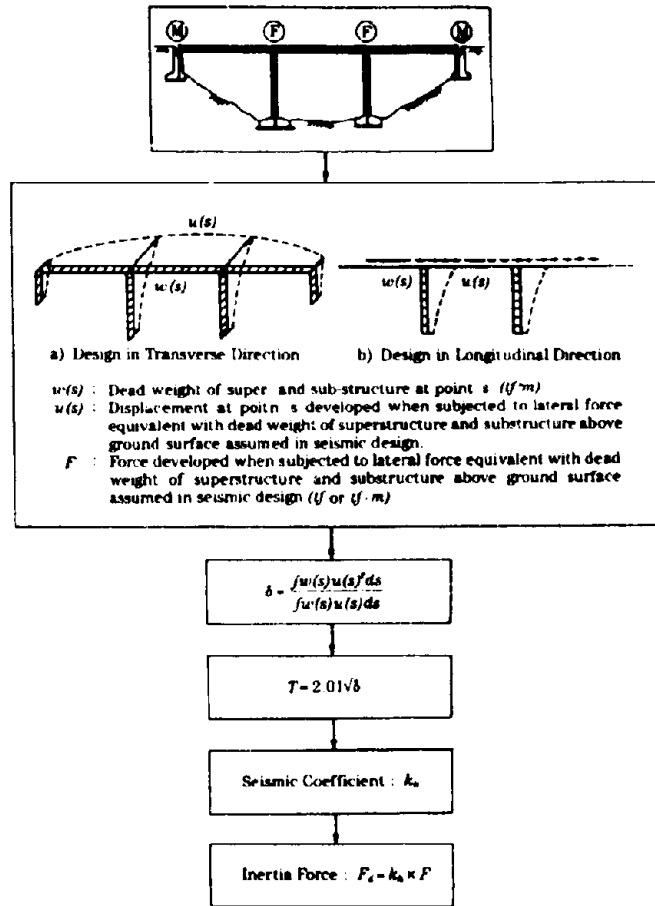 M F F M
u(s)
w(s)
w(s) u(s)
a) Design in Transverse Direction b) Design in Longitudinal Direction
w(s) : Dead weight of super and sub-structure at point s (tf/m)
u(s) : Displacement at poitn s developed when subjected to lateral force
equivalent with dead weight of superstructure and substructure above
ground surface assumed in seismic design.
F : Force developed when subjected to lateral force equivalent with dead
weight of superstructure and substructure above ground surface
assumed in seismic design (tf or tf·m)
δ = ∫w(s)u(s)²ds
∫w(s)u(s)ds
T = 2.01√δ
Seismic Coefficient : kₕ
Inertia Force : F_d = kₕ × F